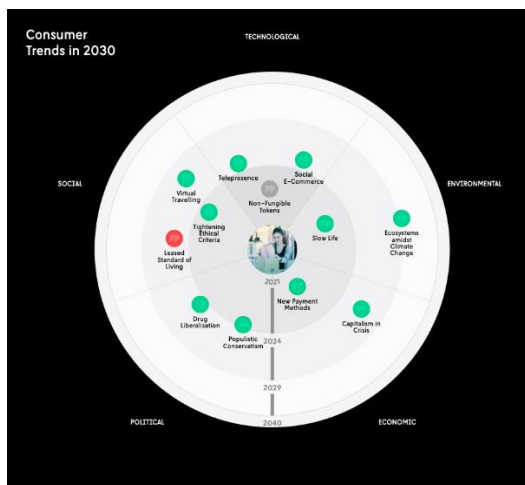 Consumer
Trends in 2030
TECHNOLOGICAL
SOCIAL
ENVIRONMENTAL
Telepresence
Social
E-Commerce
Virtual
Travelling
Non-Fungible
Tokens
Tightening
Ethical
Criteria
Slow Life
Ecosystems
amidst
Climate
Change
Leased
Standard of
Living
2021
New Payment
Methods
Drug
Liberalisation
Populistic
Conservatism
Capitalism in
Crisis
2024
2029
2040
POLITICAL
ECONOMIC